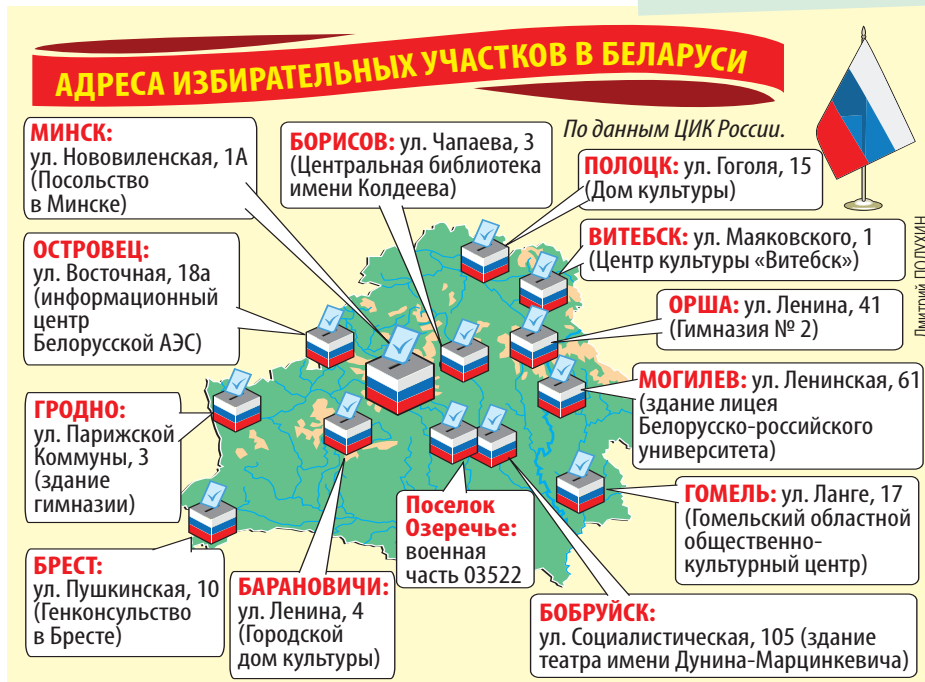 АДРЕСА ИЗБИРАТЕЛЬНЫХ УЧАСТКОВ В БЕЛАРУСИ
По данным ЦИК России.
МИНСК:
ул. Нововиленская, 1А
(Посольство
в Минске)
БОРИСОВ: ул. Чапаева, 3
(Центральная библиотека
имени Колдеева)
ПОЛОЦК: ул. Гоголя, 15
(Дом культуры)
ВИТЕБСК: ул. Маяковского, 1
(Центр культуры «Витебск»)
ОСТРОВЕЦ:
ул. Восточная, 18а
(информационный
центр
Белорусской АЭС)
ОРША: ул. Ленина, 41
(Гимназия № 2)
МОГИЛЕВ: ул. Ленинская, 61
(здание лицея
Белорусско-российского
университета)
ГРОДНО:
ул. Парижской
Коммуны, 3
(здание
гимназии)
ГОМЕЛЬ: ул. Ланге, 17
(Гомельский областной
общественно-
культурный центр)
Поселок
Озеречье:
военная
часть 03522
БРЕСТ:
ул. Пушкинская, 10
(Генконсульство
в Бресте)
БАРАНОВИЧИ:
ул. Ленина, 4
(Городской
дом культуры)
БОБРУЙСК:
ул. Социалистическая, 105 (здание
театра имени Дунина-Марцинкевича)
Дмитрий ПОЛУХИН